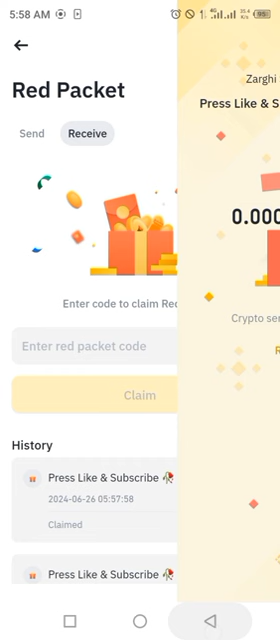 5:58 AM
Red Packet
Send
Receive
Enter code to claim Rec
Enter red packet code
Claim
History
Press Like & Subscribe 🥀
2024-06-26 05:57:58
Claimed
Press Like & Subscribe 🥀
Zarghi
Press Like & S
0.000
Crypto ser
R